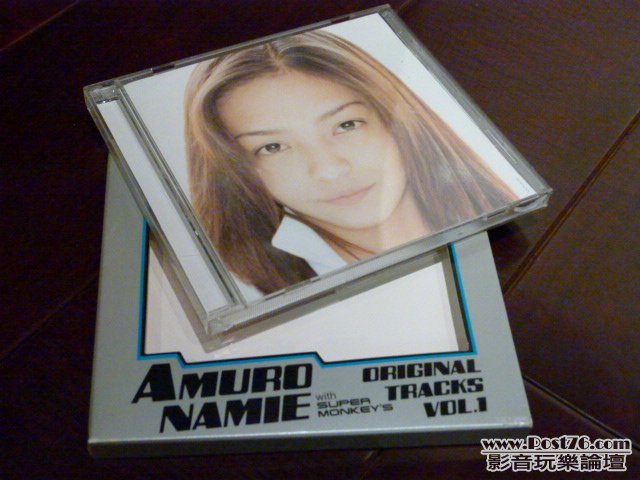 AMURO
NAMIE
with
SUPER
MONKEY'S
ORIGINAL
TRACKS
VOL.1
www.Post76.com
影音玩樂論壇